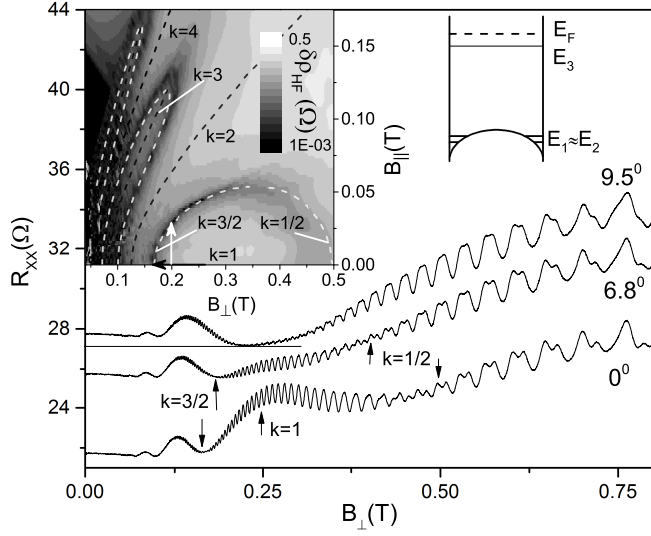 44
40
36
32
28
24
R_XX(Ω)
0.00
0.25
0.50
0.75
B_⊥(T)
k=4
k=3
k=2
k=3/2
k=1/2
k=1
0.5
1E-03
δρ_HF (Ω)
0.15
0.10
0.05
0.00
B_||(T)
0.0
0.1
0.2
0.3
0.4
0.5
B_⊥(T)
E_F
E_3
E_1≈E_2
9.5⁰
6.8⁰
0⁰
k=1/2
k=3/2
k=1